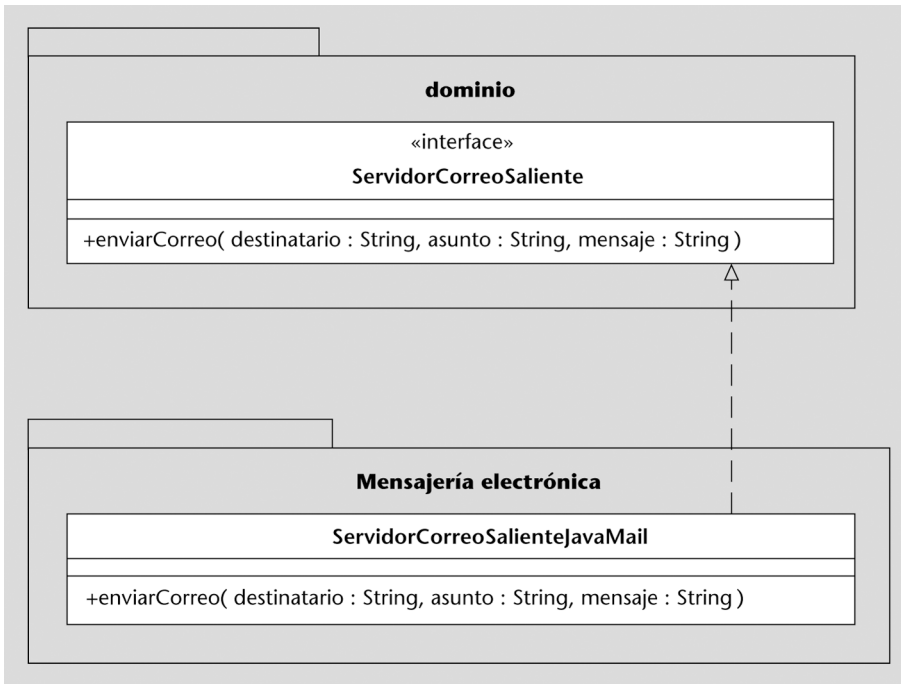 dominio
«interface»
ServidorCorreoSaliente
+enviarCorreo( destinatario : String, asunto : String, mensaje : String )
Mensajería electrónica
ServidorCorreoSalienteJavaMail
+enviarCorreo( destinatario : String, asunto : String, mensaje : String )